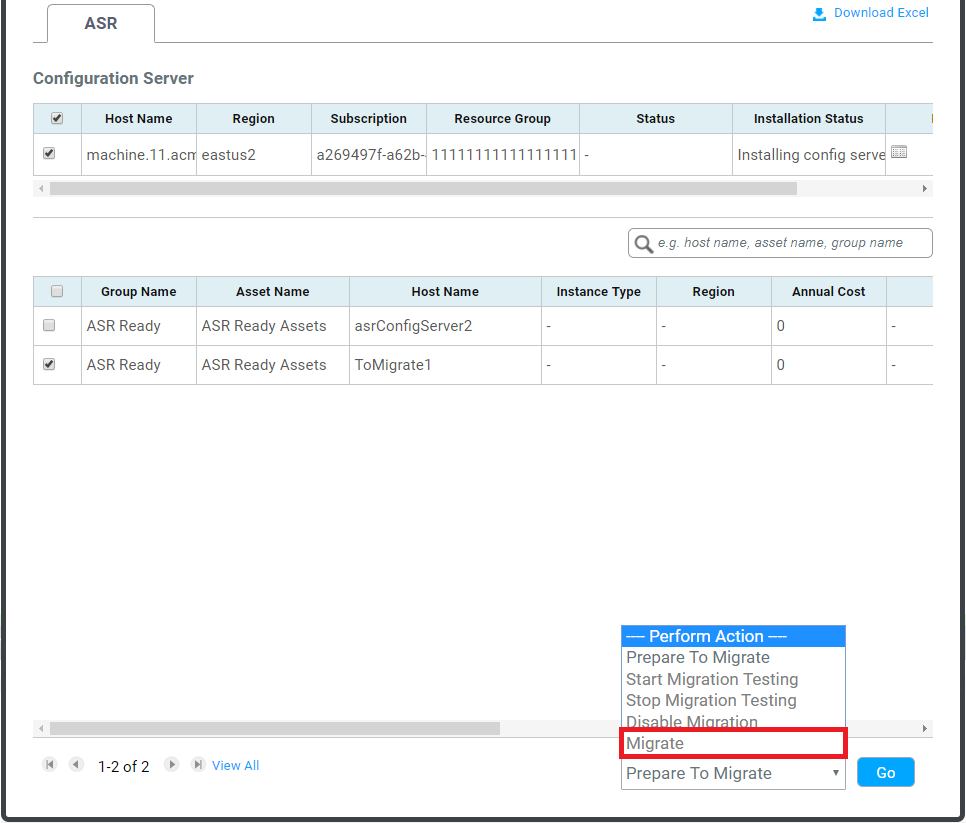 ASR
Download Excel
Configuration Server
Host Name Region Subscription Resource Group Status Installation Status
machine.11.acm eastus2 a269497f-a62b- 11111111111111111 - Installing config serve
e.g. host name, asset name, group name
Group Name Asset Name Host Name Instance Type Region Annual Cost
ASR Ready ASR Ready Assets asrConfigServer2 - - 0 -
ASR Ready ASR Ready Assets ToMigrate1 - - 0 -
---- Perform Action ----
Prepare To Migrate
Start Migration Testing
Stop Migration Testing
Disable Migration
Migrate
1-2 of 2 View All
Prepare To Migrate
Go